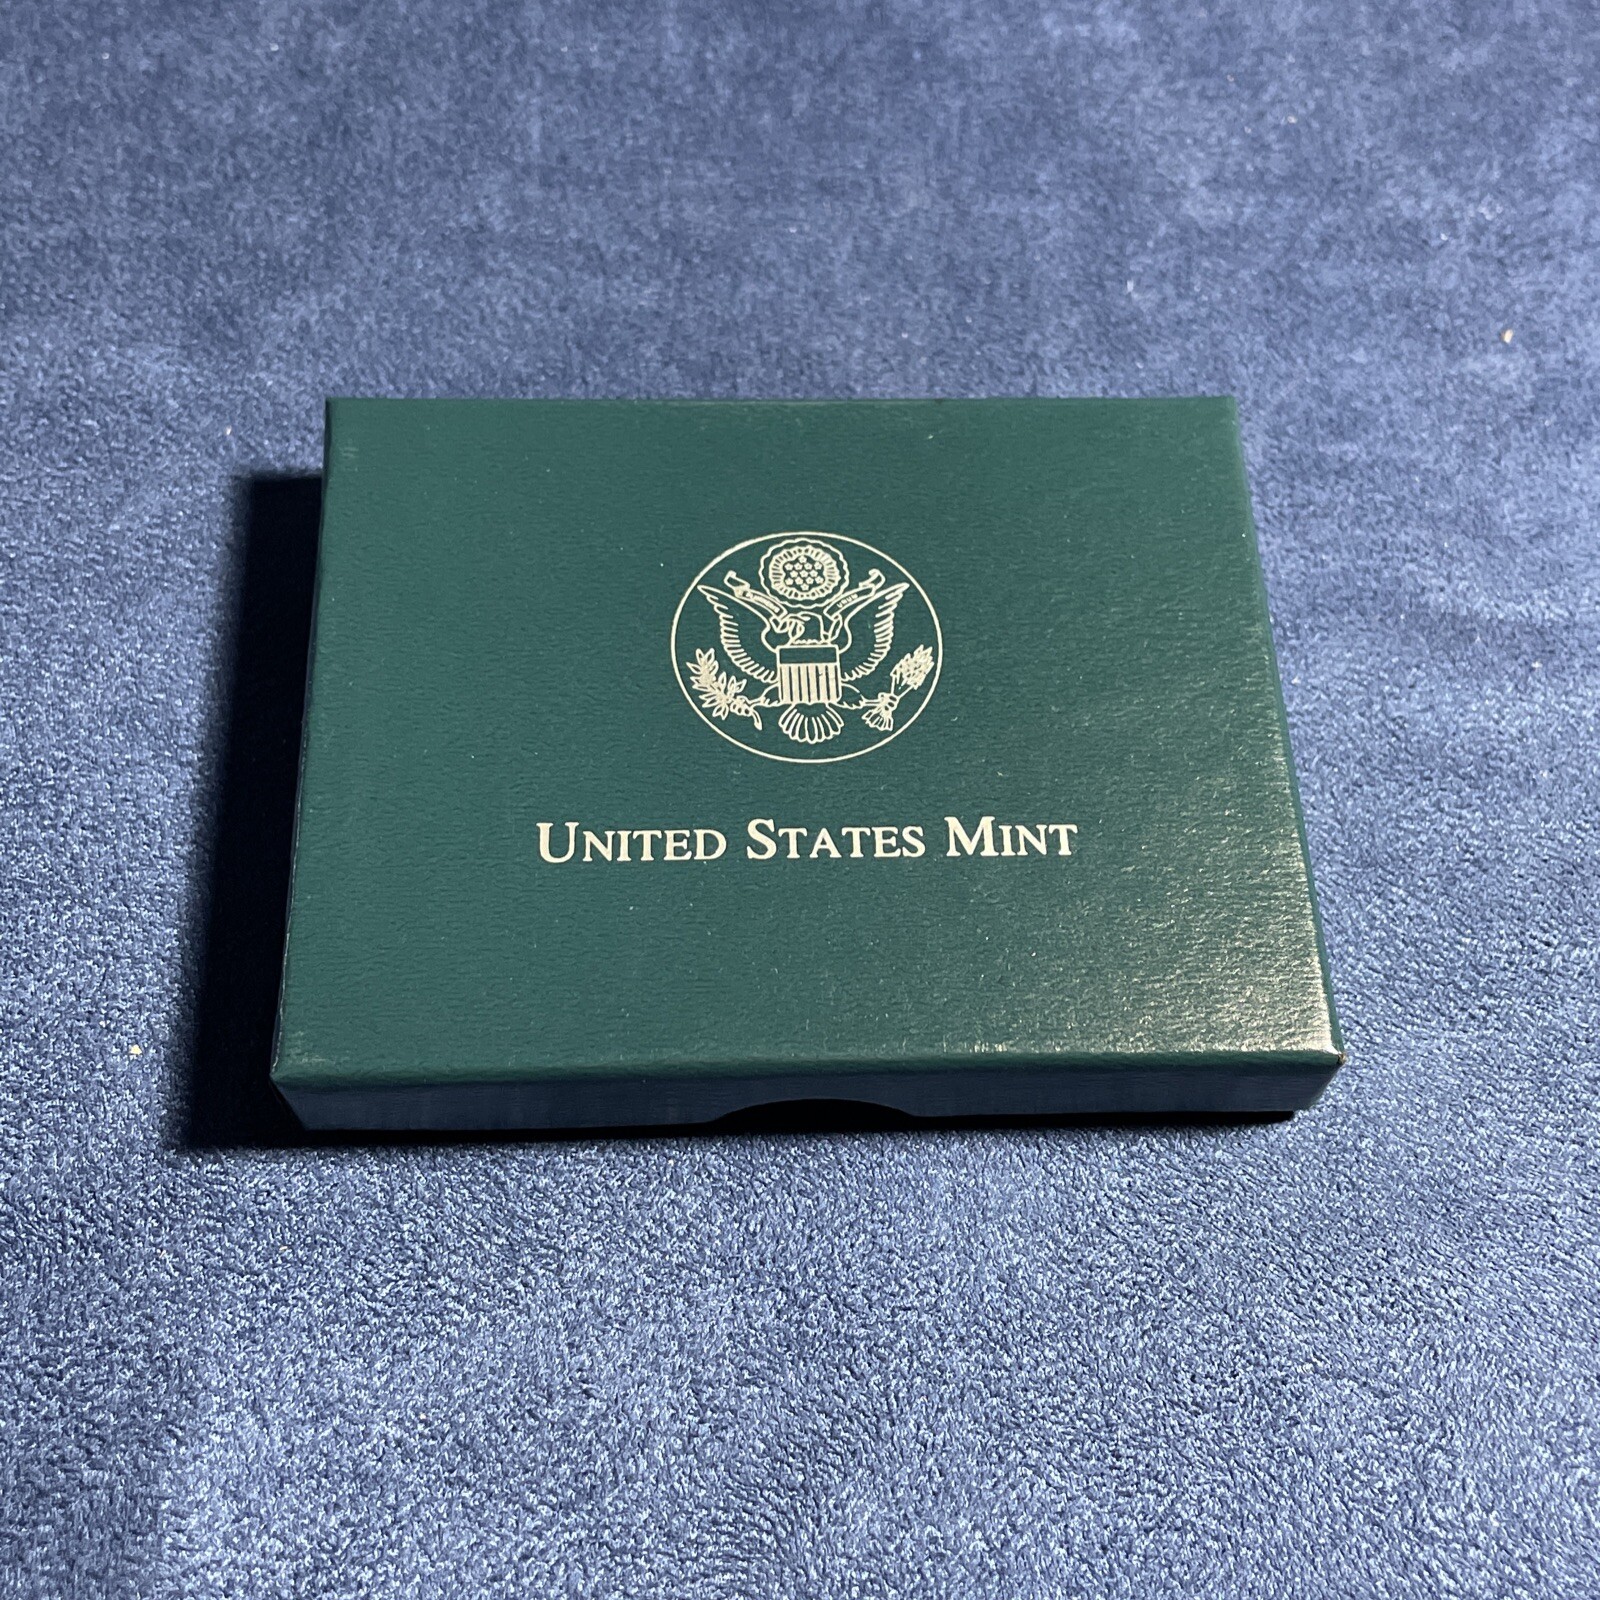 United States Mint